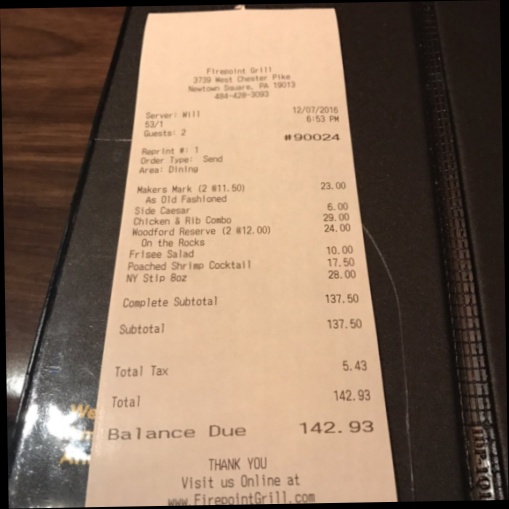 Firepoint Grill
3739 West Chester Pike
Newtown Square, PA 19013
484-428-3093
Server: Will 12/07/2016
53/1 6:53 PM
Guests: 2
#90024
Reprint #: 1
Order Type: Send
Area: Dining
Makers Mark (2 @11.50) 23.00
As Old Fashioned
Side Caesar 6.00
Chicken & Rib Combo 29.00
Woodford Reserve (2 @12.00) 24.00
On the Rocks
Frisee Salad 10.00
Poached Shrimp Cocktail 17.50
NY Stip 8oz 28.00
Complete Subtotal 137.50
Subtotal 137.50
Total Tax 5.43
Total 142.93
Balance Due 142.93
THANK YOU
Visit us Online at
www.FirepointGrill.com
We